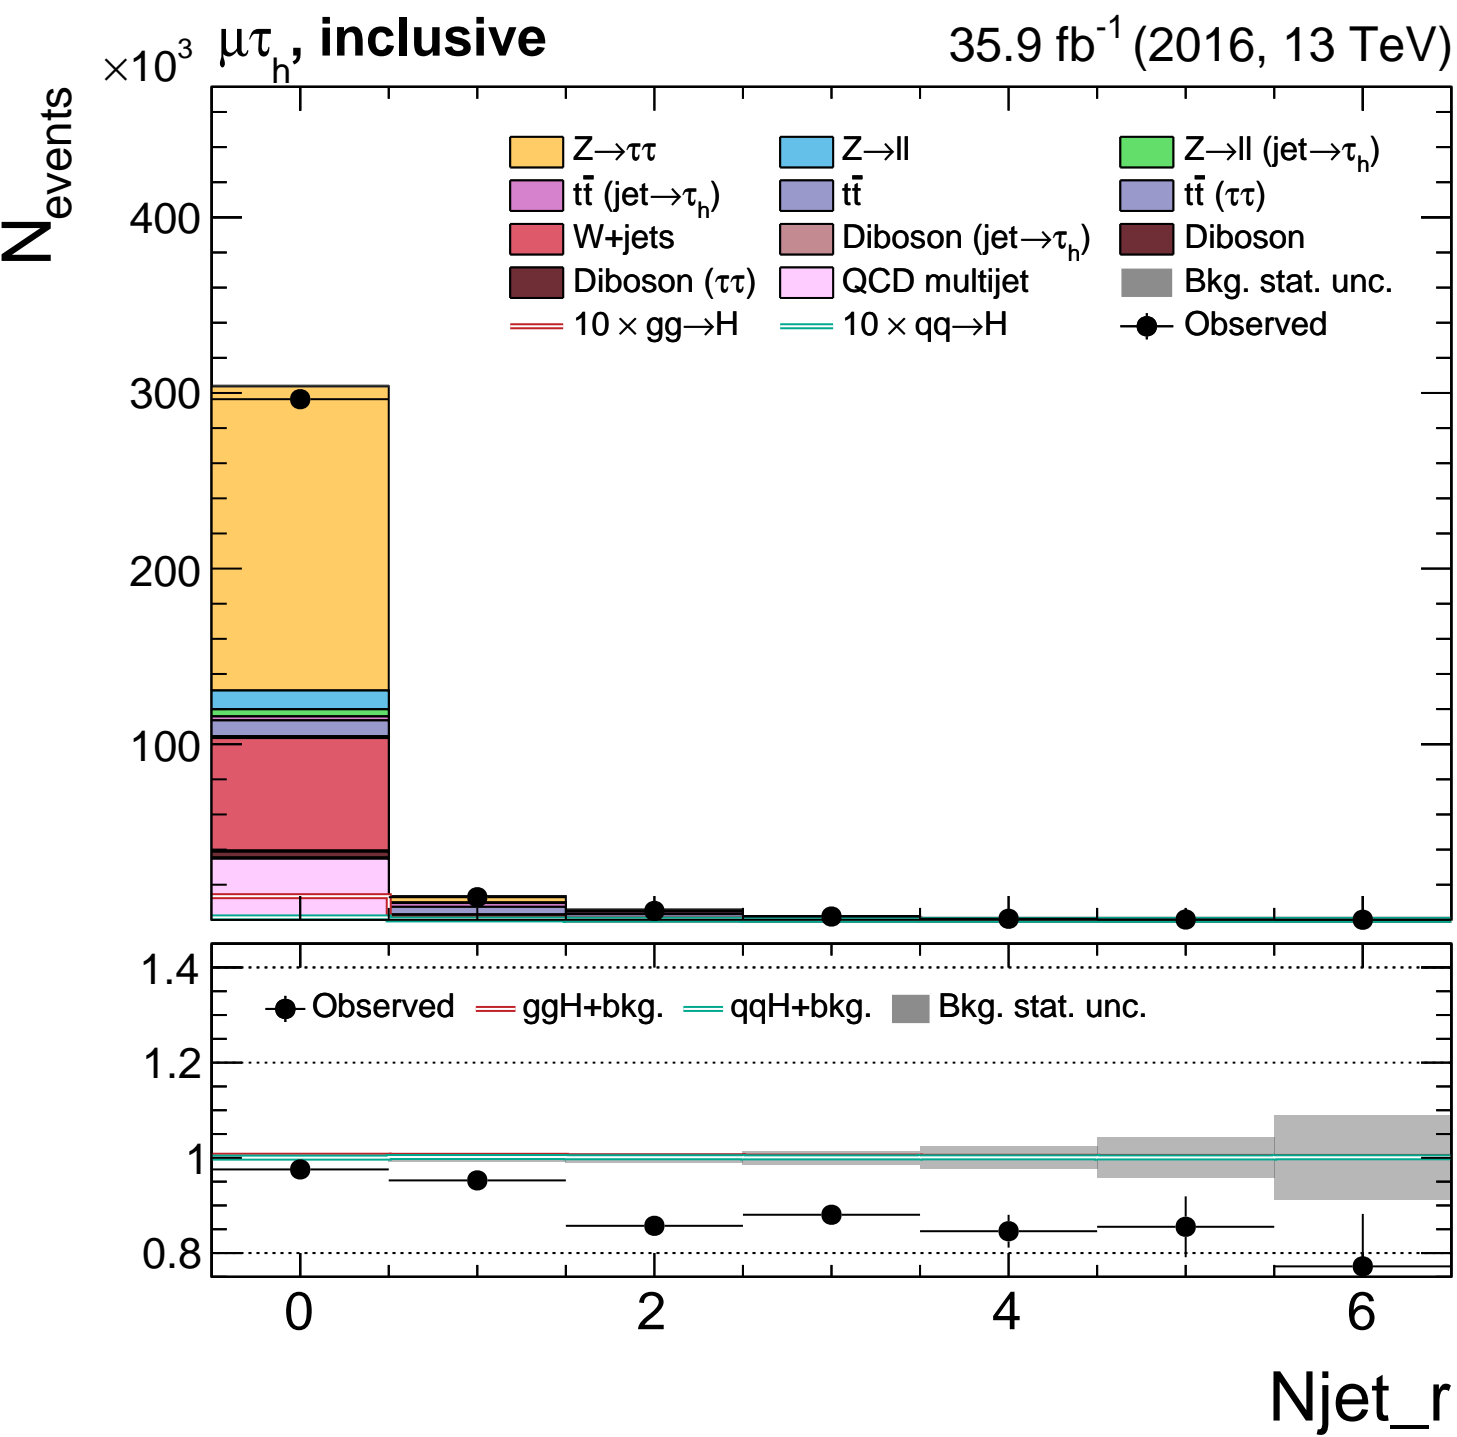 ×10³ μτh, inclusive 35.9 fb⁻¹ (2016, 13 TeV)
Nevents
Z→ττ Z→ll Z→ll (jet→τh)
tt̄ (jet→τh) tt̄ tt̄ (ττ)
W+jets Diboson (jet→τh) Diboson
Diboson (ττ) QCD multijet Bkg. stat. unc.
10 × gg→H 10 × qq→H Observed
400
300
200
100
1.4
Observed ggH+bkg. qqH+bkg. Bkg. stat. unc.
1.2
1
0.8
0 2 4 6
Njet_r